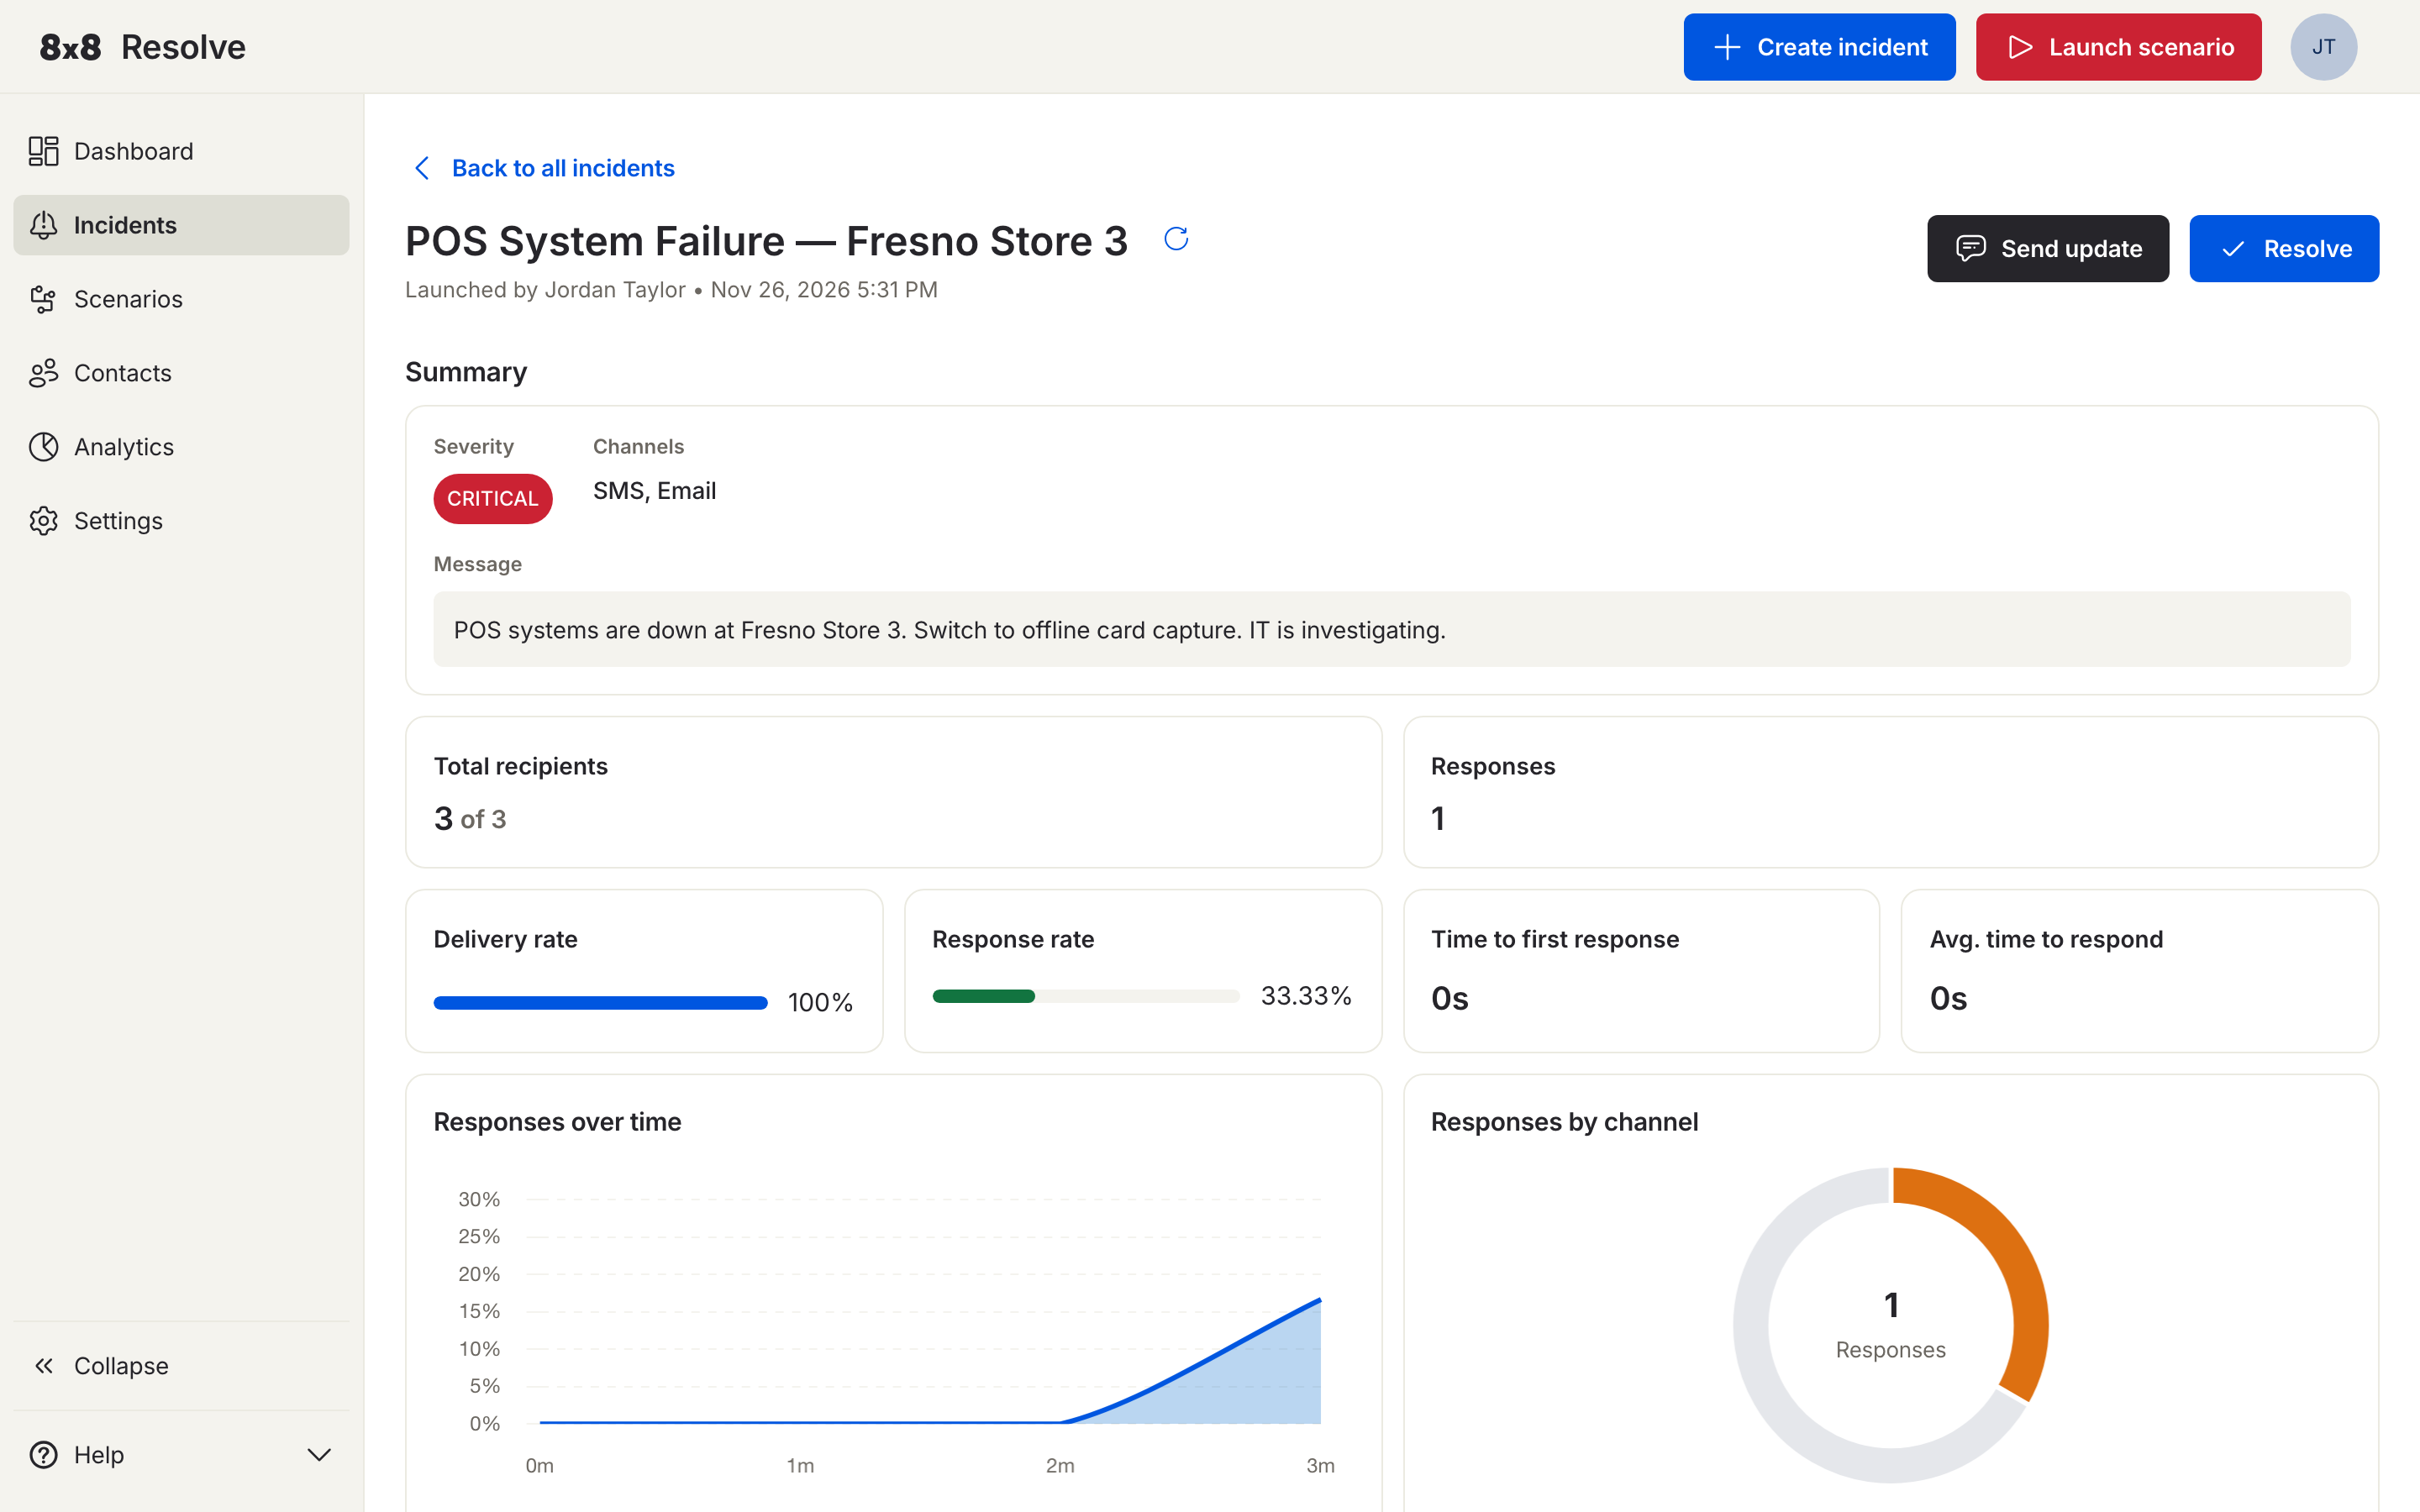 8x8 Resolve
Create incident
Launch scenario
JT
Dashboard
Incidents
Scenarios
Contacts
Analytics
Settings
Collapse
Help
Back to all incidents
POS System Failure — Fresno Store 3
Launched by Jordan Taylor • Nov 26, 2026 5:31 PM
Send update
Resolve
Summary
Severity
CRITICAL
Channels
SMS, Email
Message
POS systems are down at Fresno Store 3. Switch to offline card capture. IT is investigating.
Total recipients
3 of 3
Responses
1
Delivery rate
100%
Response rate
33.33%
Time to first response
0s
Avg. time to respond
0s
Responses over time
30%
25%
20%
15%
10%
5%
0%
0m
1m
2m
3m
Responses by channel
1
Responses